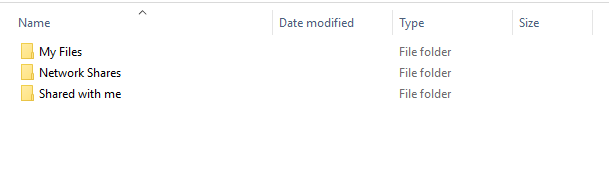 Name Date modified Type Size
My Files File folder
Network Shares File folder
Shared with me File folder